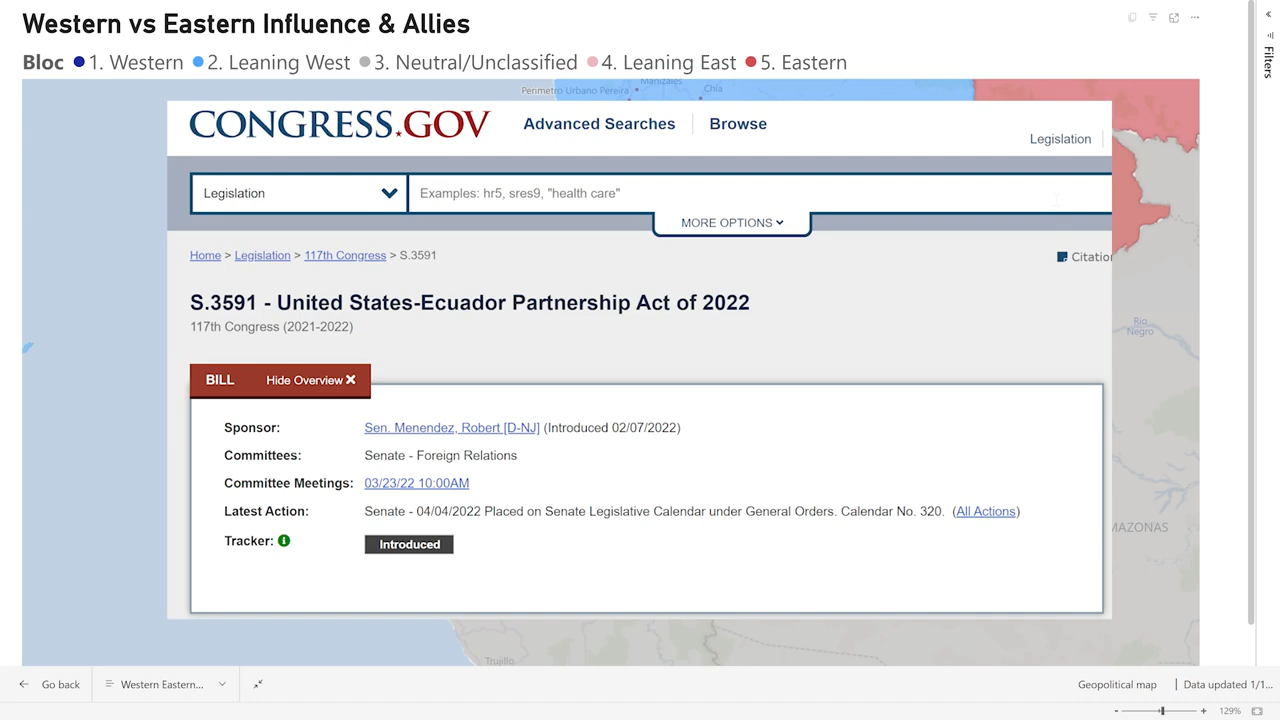 Western vs Eastern Influence & Allies
Bloc 1. Western 2. Leaning West 3. Neutral/Unclassified 4. Leaning East 5. Eastern
Filters
Manizales
Perimetro Urbano Pereira
Chía
CONGRESS.GOV Advanced Searches Browse
Legislation
Legislation Examples: hr5, sres9, "health care"
MORE OPTIONS
Home > Legislation > 117th Congress > S.3591
Citation
S.3591 - United States-Ecuador Partnership Act of 2022
117th Congress (2021-2022)
Rio
Negro
BILL Hide Overview X
Sponsor: Sen. Menendez, Robert [D-NJ] (Introduced 02/07/2022)
Committees: Senate - Foreign Relations
Committee Meetings: 03/23/22 10:00AM
Latest Action: Senate - 04/04/2022 Placed on Senate Legislative Calendar under General Orders. Calendar No. 320. (All Actions)
AMAZONAS
Tracker: Introduced
Trujillo
Go back Western Eastern... Geopolitical map | Data updated 1/1...
- + 129%